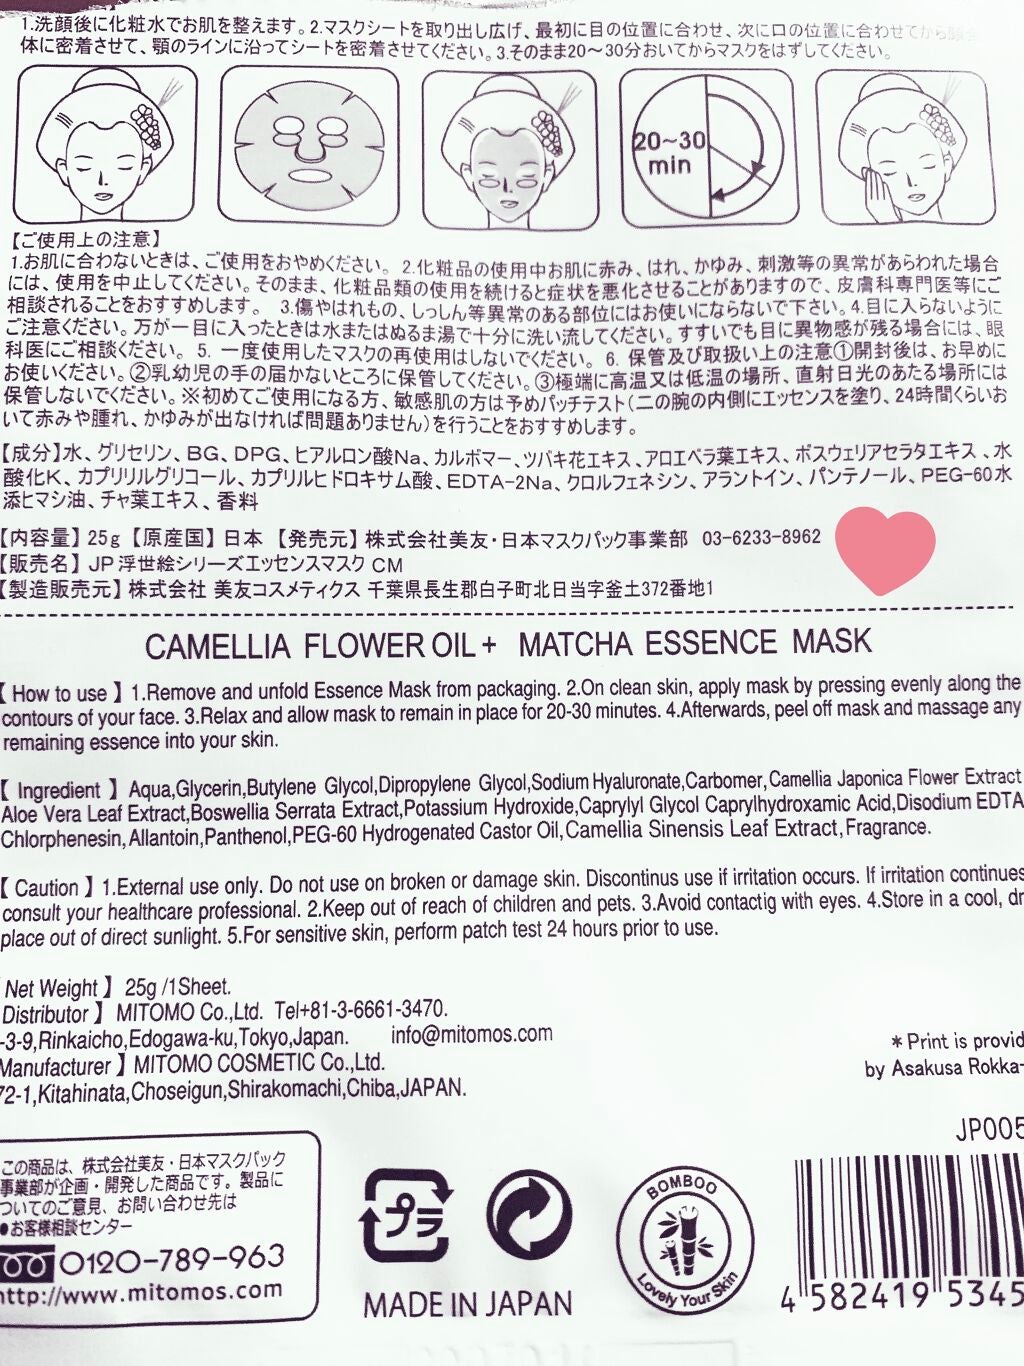 1.洗顔後に化粧水でお肌を整えます。2.マスクシートを取り出し広げ、最初に目の位置に合わせ、次に口の位置に合わせてから
体に密着させて、顎のラインに沿ってシートを密着させてください。3.そのまま20〜30分おいてからマスクをはずしてください。
20〜30
min
【ご使用上の注意】
1.お肌に合わないときは、ご使用をおやめください。 2.化粧品の使用中お肌に赤み、はれ、かゆみ、刺激等の異常があらわれた場合
には、使用を中止してください。そのまま、化粧品類の使用を続けると症状を悪化させることがありますので、皮膚科専門医等にご
相談されることをおすすめします。 3.傷やはれもの、しっしん等異常のある部位にはお使いにならないで下さい。4.目に入らないように
ご注意ください。万が一目に入ったときは水またはぬるま湯で十分に洗い流してください。すすいでも目に異物感が残る場合には、眼
科医にご相談ください。 5. 一度使用したマスクの再使用はしないでください。 6. 保管及び取扱い上の注意①開封後は、お早めに
お使いください。②乳幼児の手の届かないところに保管してください。③極端に高温又は低温の場所、直射日光のあたる場所には
保管しないでください。※初めてご使用になる方、敏感肌の方は予めパッチテスト(二の腕の内側にエッセンスを塗り、24時間くらいお
いて赤みや腫れ、かゆみが出なければ問題ありません)を行うことをおすすめします。
【成分】水、グリセリン、BG、DPG、ヒアルロン酸Na、カルボマー、ツバキ花エキス、アロエベラ葉エキス、ボスウェリアセラタエキス、水
酸化K、カプリリルグリコール、カプリルヒドロキサム酸、EDTA-2Na、クロルフェネシン、アラントイン、パンテノール、PEG-60水
添ヒマシ油、チャ葉エキス、香料
【内容量】25g【原産国】日本 【発売元】株式会社美友・日本マスクパック事業部 03-6233-8962
【販売名】JP浮世絵シリーズエッセンスマスク CM
【製造販売元】株式会社 美友コスメティクス 千葉県長生郡白子町北日当字釜土372番地1
CAMELLIA FLOWER OIL+ MATCHA ESSENCE MASK
【 How to use 】 1.Remove and unfold Essence Mask from packaging. 2.On clean skin, apply mask by pressing evenly along the
contours of your face. 3.Relax and allow mask to remain in place for 20-30 minutes. 4.Afterwards, peel off mask and massage any
remaining essence into your skin.
【 Ingredient 】 Aqua,Glycerin,Butylene Glycol,Dipropylene Glycol,Sodium Hyaluronate,Carbomer,Camellia Japonica Flower Extract
Aloe Vera Leaf Extract,Boswellia Serrata Extract,Potassium Hydroxide,Caprylyl Glycol Caprylhydroxamic Acid,Disodium EDTA
Chlorphenesin,Allantoin,Panthenol,PEG-60 Hydrogenated Castor Oil,Camellia Sinensis Leaf Extract,Fragrance.
【 Caution 】 1.External use only. Do not use on broken or damage skin. Discontinus use if irritation occurs. If irritation continues
consult your healthcare professional. 2.Keep out of reach of children and pets. 3.Avoid contactig with eyes. 4.Store in a cool, dr
place out of direct sunlight. 5.For sensitive skin, perform patch test 24 hours prior to use.
Net Weight 】 25g /1Sheet.
Distributor 】 MITOMO Co.,Ltd. Tel+81-3-6661-3470.
-3-9,Rinkaicho,Edogawa-ku,Tokyo,Japan. info@mitomos.com
Manufacturer 】 MITOMO COSMETIC Co.,Ltd.
72-1,Kitahinata,Choseigun,Shirakomachi,Chiba,JAPAN.
* Print is provid
by Asakusa Rokka-
JP005
この商品は、株式会社美友・日本マスクパック
事業部が企画・開発した商品です。製品に
ついてのご意見、お問い合わせ先は
●お客様相談センター
0120-789-963
http://www.mitomos.com
プラ
MADE IN JAPAN
BOMBOO
Lovely Your Skin
4 582419 5345